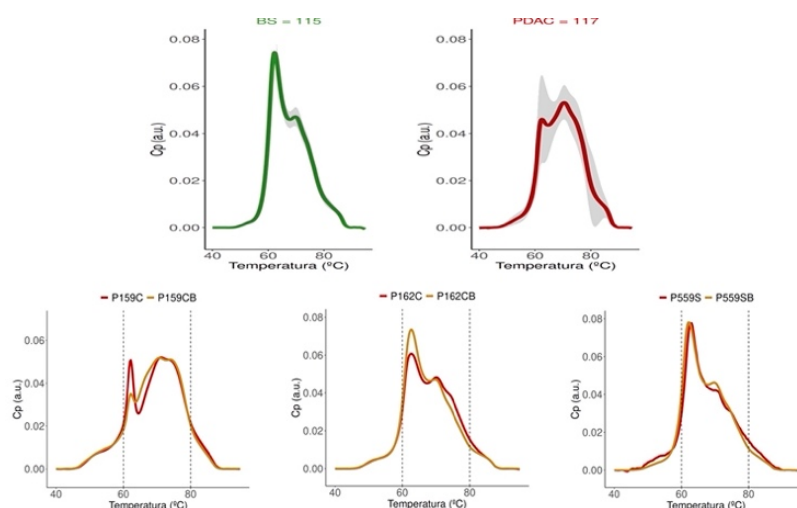 BS = 115
PDAC = 117
0.08
0.06
0.04
0.02
0.00
Cp (a.u.)
40 60 80
Temperatura (ºC)
0.08
0.06
0.04
0.02
0.00
Cp (a.u.)
40 60 80
Temperatura (ºC)
P159C P159CB
0.06
0.04
0.02
0.00
Cp (a.u.)
40 60 80
Temperatura (ºC)
P162C P162CB
0.08
0.06
0.04
0.02
0.00
Cp (a.u.)
40 60 80
Temperatura (ºC)
P559S P559SB
0.08
0.06
0.04
0.02
0.00
Cp (a.u.)
40 60 80
Temperatura (ºC)